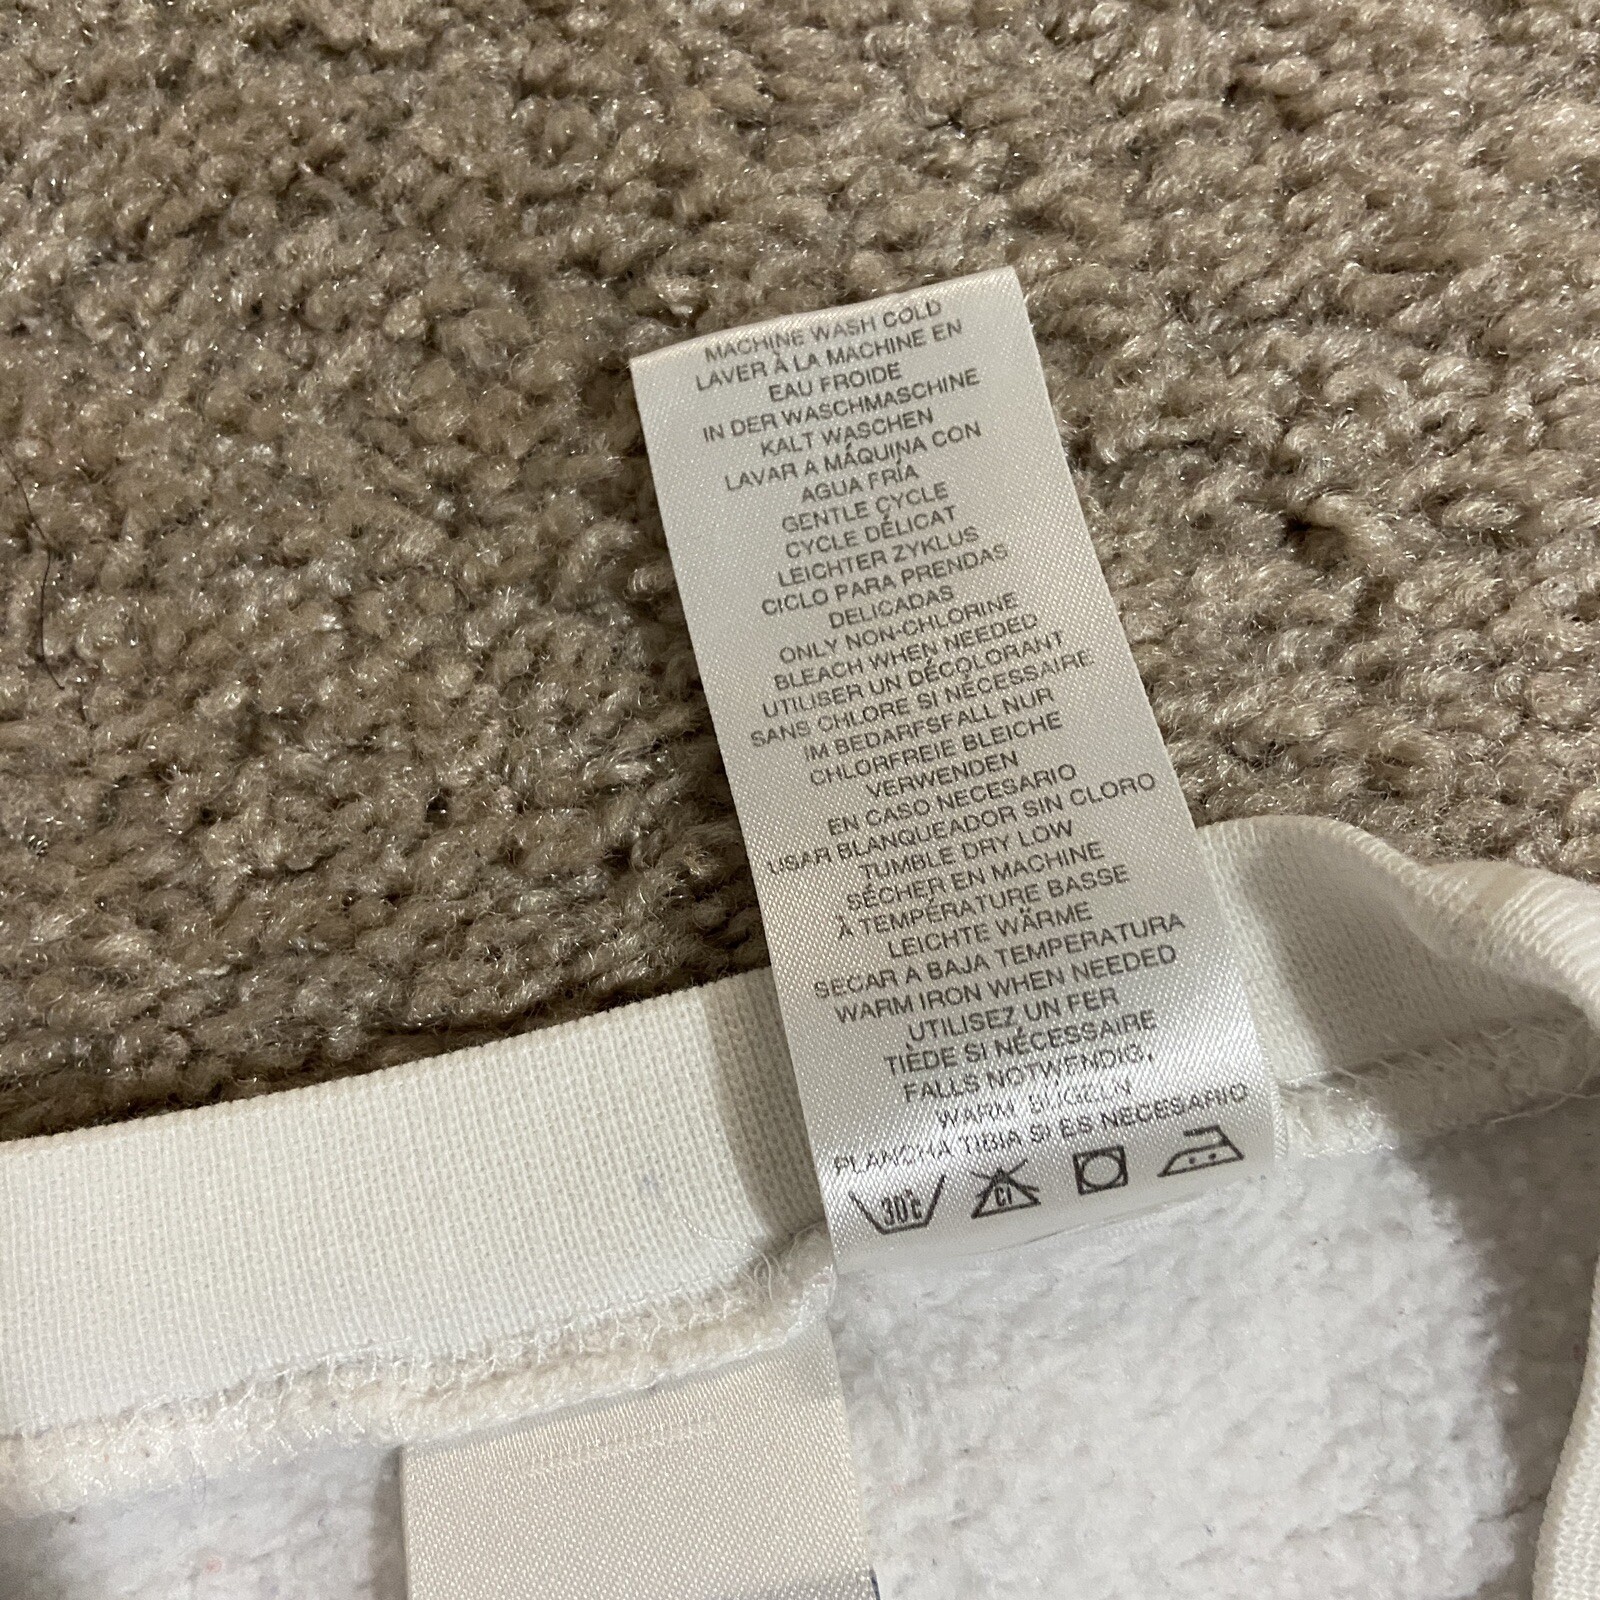 MACHINE WASH COLD
LAVER À LA MACHINE EN
EAU FROIDE
IN DER WASCHMASCHINE
KALT WASCHEN
LAVAR A MÁQUINA CON
AGUA FRÍA
GENTLE CYCLE
CYCLE DÉLICAT
LEICHTER ZYKLUS
CICLO PARA PRENDAS
DELICADAS
ONLY NON-CHLORINE
BLEACH WHEN NEEDED
UTILISER UN DÉCOLORANT
SANS CHLORE SI NÉCESSAIRE
IM BEDARFSFALL NUR
CHLORFREIE BLEICHE
VERWENDEN
EN CASO NECESARIO
USAR BLANQUEADOR SIN CLORO
TUMBLE DRY LOW
SÉCHER EN MACHINE
À TEMPÉRATURE BASSE
LEICHTE WÄRME
SECAR A BAJA TEMPERATURA
WARM IRON WHEN NEEDED
UTILISEZ UN FER
TIÈDE SI NÉCESSAIRE
FALLS NOTWENDIG,
WARM BÜGELN
PLANCHA TIBIA SI ES NECESARIO
30°C Cl